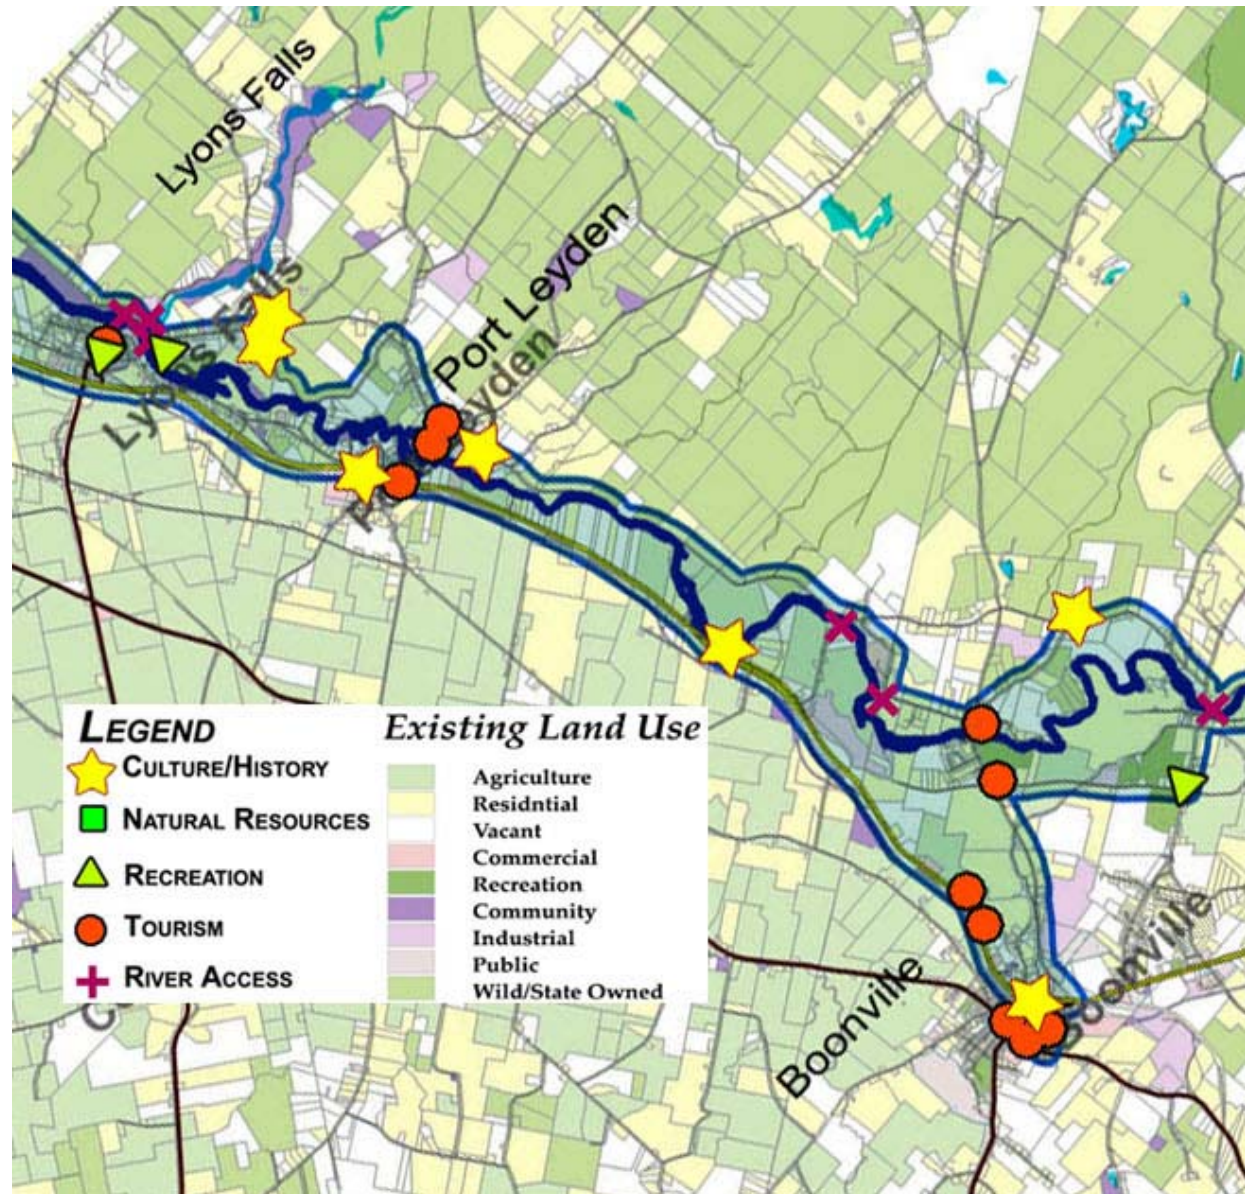 Lyons Falls
Lyons Falls
Port Leyden
LEGEND
CULTURE/HISTORY
NATURAL RESOURCES
RECREATION
TOURISM
RIVER ACCESS
Existing Land Use
Agriculture
Residntial
Vacant
Commercial
Recreation
Community
Industrial
Public
Wild/State Owned
Boonville
Boonville